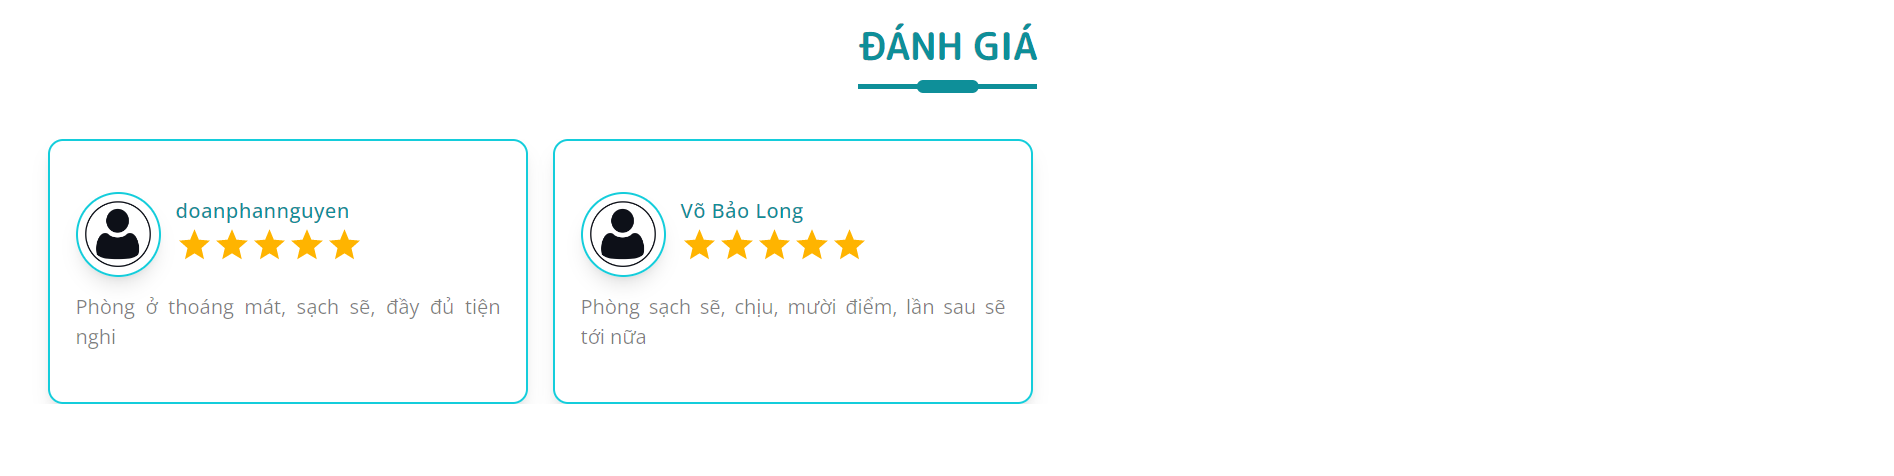 ĐÁNH GIÁ
doanphannguyen
Phòng ở thoáng mát, sạch sẽ, đầy đủ tiện
nghi
Võ Bảo Long
Phòng sạch sẽ, chịu, mười điểm, lần sau sẽ
tới nữa